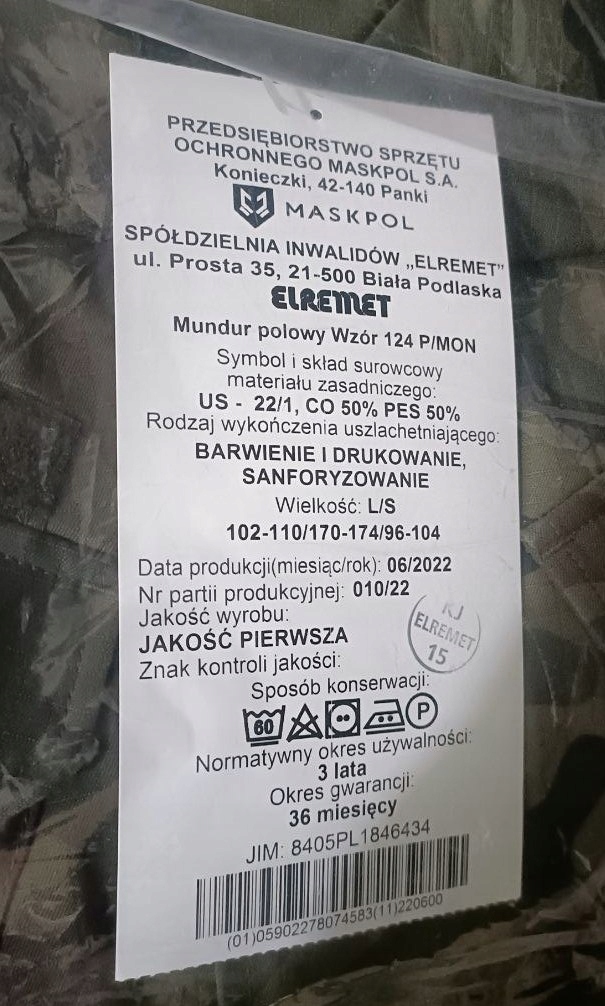 PRZEDSIĘBIORSTWO SPRZĘTU
OCHRONNEGO MASKPOL S.A.
Konieczki, 42-140 Panki
MASKPOL
SPÓŁDZIELNIA INWALIDÓW „ELREMET”
ul. Prosta 35, 21-500 Biała Podlaska
ELREMET
Mundur polowy Wzór 124 P/MON
Symbol i skład surowcowy
materiału zasadniczego:
US - 22/1, CO 50% PES 50%
Rodzaj wykończenia uszlachetniającego:
BARWIENIE I DRUKOWANIE,
SANFORYZOWANIE
Wielkość: L/S
102-110/170-174/96-104
Data produkcji(miesiąc/rok): 06/2022
Nr partii produkcyjnej: 010/22
Jakość wyrobu:
JAKOŚĆ PIERWSZA
Znak kontroli jakości:
KJ
ELREMET
15
Sposób konserwacji:
60 P
Normatywny okres używalności:
3 lata
Okres gwarancji:
36 miesięcy
JIM: 8405PL1846434
(01)05902278074583(11)220600